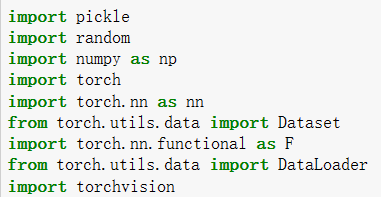 import pickle
import random
import numpy as np
import torch
import torch.nn as nn
from torch.utils.data import Dataset
import torch.nn.functional as F
from torch.utils.data import DataLoader
import torchvision